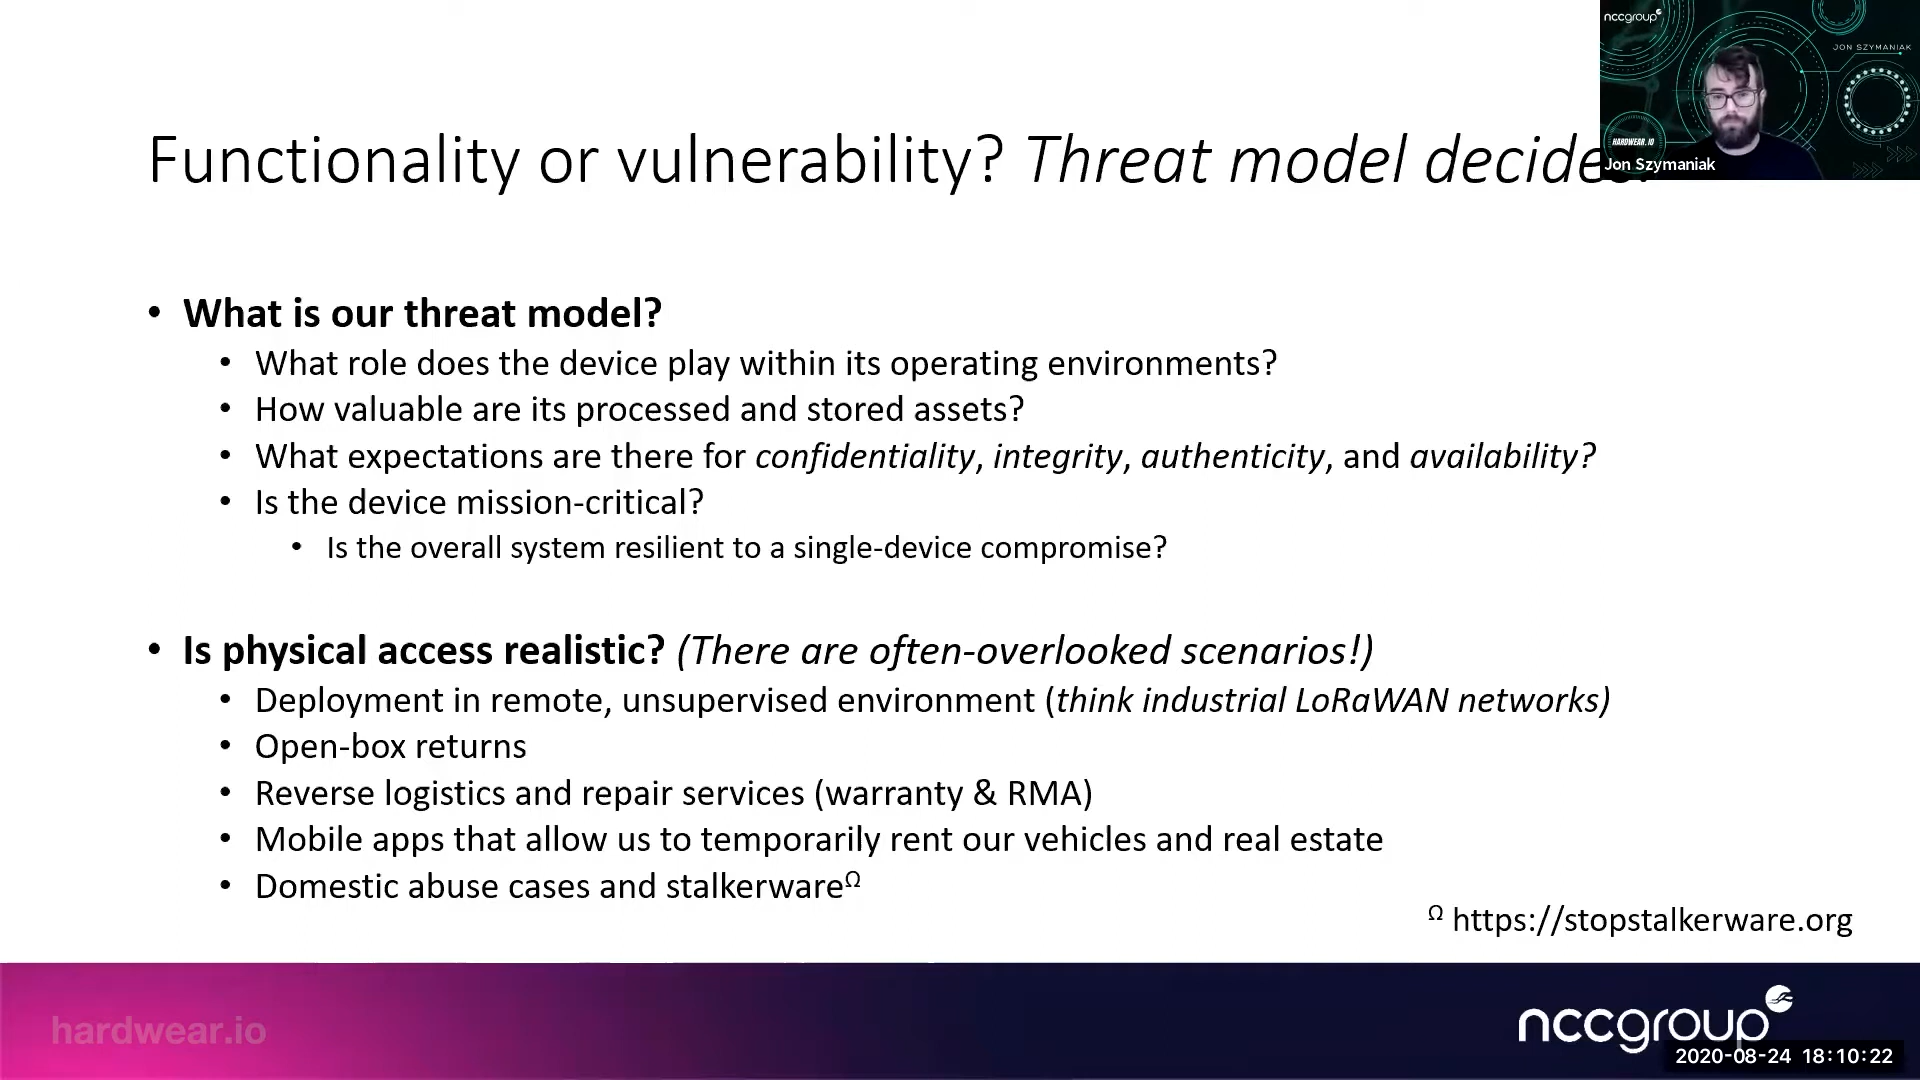 nccgroup
JON SZYMANIAK
HARDWEAR.IO
Jon Szymaniak
Functionality or vulnerability? Threat model decides.
• What is our threat model?
• What role does the device play within its operating environments?
• How valuable are its processed and stored assets?
• What expectations are there for confidentiality, integrity, authenticity, and availability?
• Is the device mission-critical?
• Is the overall system resilient to a single-device compromise?
• Is physical access realistic? (There are often-overlooked scenarios!)
• Deployment in remote, unsupervised environment (think industrial LoRaWAN networks)
• Open-box returns
• Reverse logistics and repair services (warranty & RMA)
• Mobile apps that allow us to temporarily rent our vehicles and real estate
• Domestic abuse cases and stalkerwareΩ
Ω https://stopstalkerware.org
hardwear.io
nccgroup
2020-08-24 18:10:22